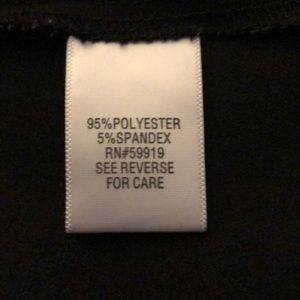 95%POLYESTER
5%SPANDEX
RN#59919
SEE REVERSE
FOR CARE